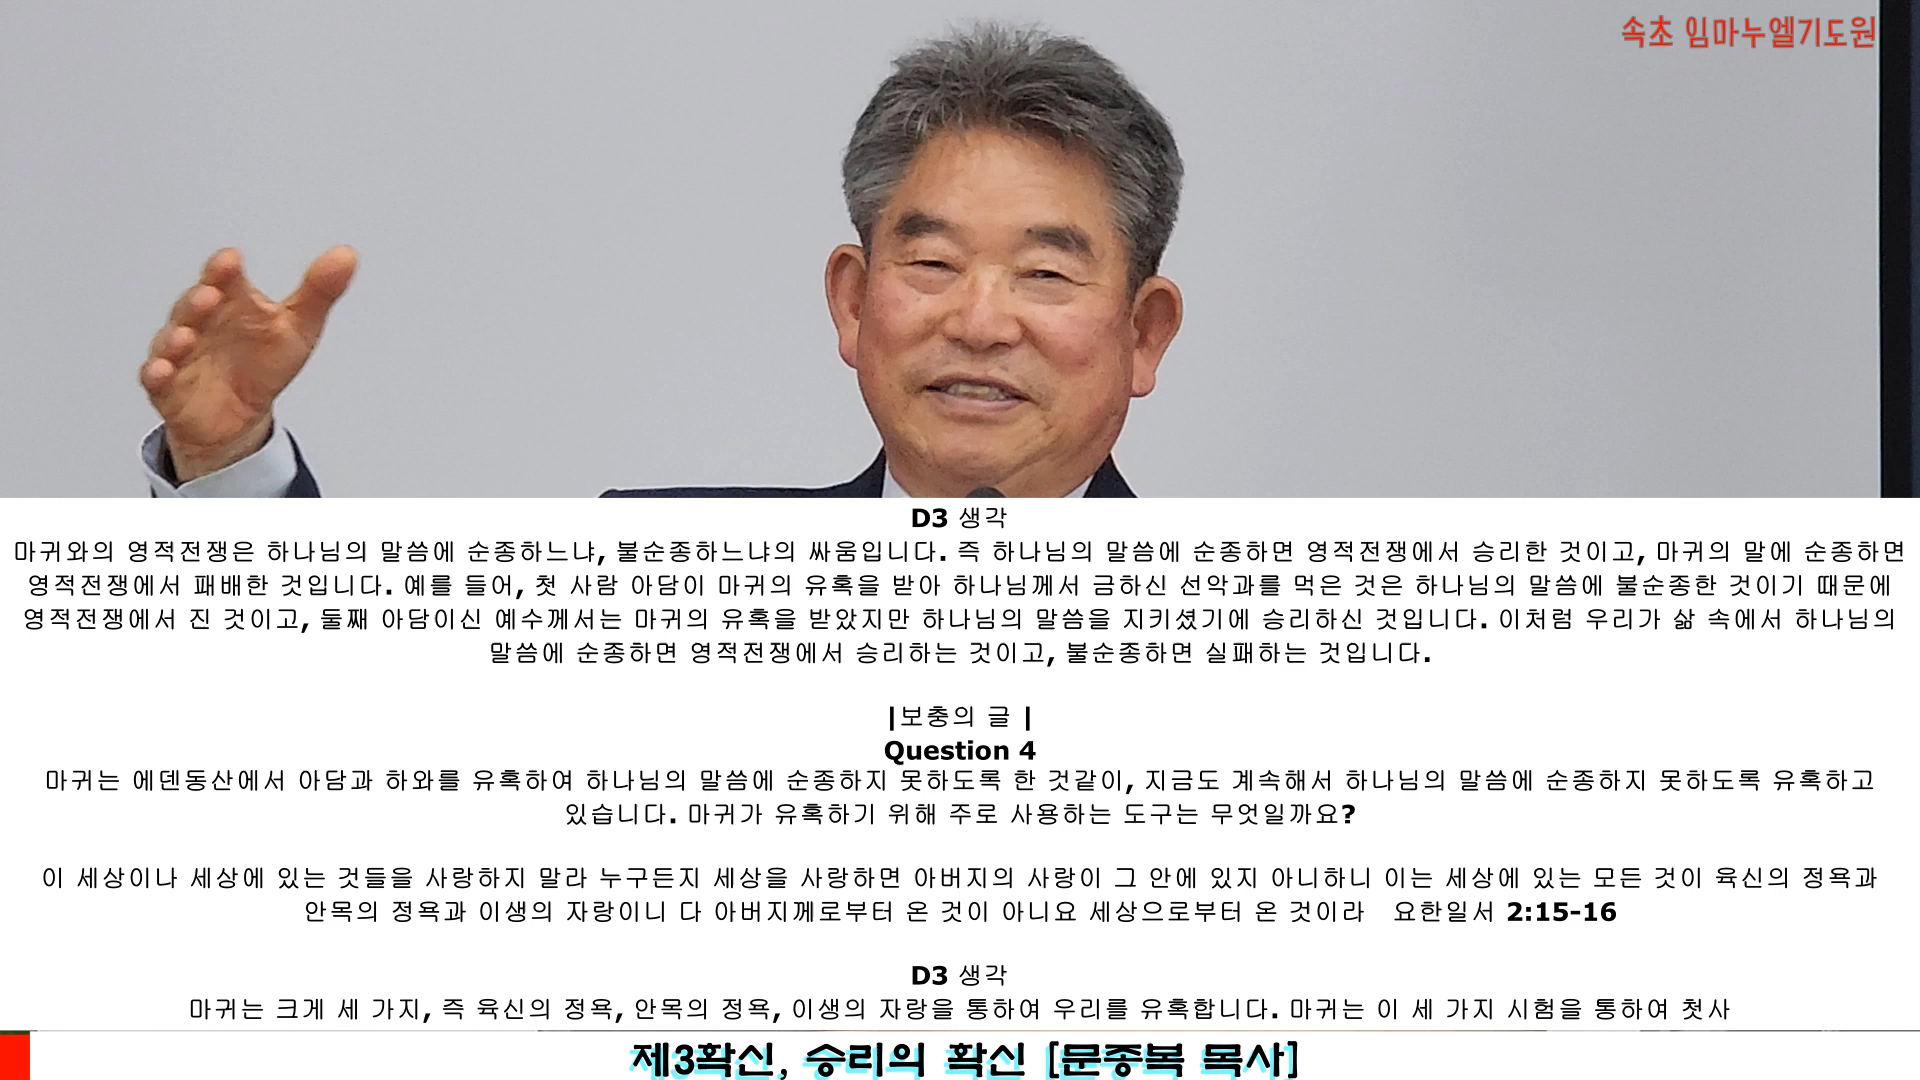 속초 임마누엘기도원
D3 생각
마귀와의 영적전쟁은 하나님의 말씀에 순종하느냐, 불순종하느냐의 싸움입니다. 즉 하나님의 말씀에 순종하면 영적전쟁에서 승리한 것이고, 마귀의 말에 순종하면
영적전쟁에서 패배한 것입니다. 예를 들어, 첫 사람 아담이 마귀의 유혹을 받아 하나님께서 금하신 선악과를 먹은 것은 하나님의 말씀에 불순종한 것이기 때문에
영적전쟁에서 진 것이고, 둘째 아담이신 예수께서는 마귀의 유혹을 받았지만 하나님의 말씀을 지키셨기에 승리하신 것입니다. 이처럼 우리가 삶 속에서 하나님의
말씀에 순종하면 영적전쟁에서 승리하는 것이고, 불순종하면 실패하는 것입니다.
|보충의 글 |
Question 4
마귀는 에덴동산에서 아담과 하와를 유혹하여 하나님의 말씀에 순종하지 못하도록 한 것같이, 지금도 계속해서 하나님의 말씀에 순종하지 못하도록 유혹하고
있습니다. 마귀가 유혹하기 위해 주로 사용하는 도구는 무엇일까요?
이 세상이나 세상에 있는 것들을 사랑하지 말라 누구든지 세상을 사랑하면 아버지의 사랑이 그 안에 있지 아니하니 이는 세상에 있는 모든 것이 육신의 정욕과
안목의 정욕과 이생의 자랑이니 다 아버지께로부터 온 것이 아니요 세상으로부터 온 것이라 요한일서 2:15-16
D3 생각
마귀는 크게 세 가지, 즉 육신의 정욕, 안목의 정욕, 이생의 자랑을 통하여 우리를 유혹합니다. 마귀는 이 세 가지 시험을 통하여 첫사
제3확신, 승리의 확신 [문종복 목사]